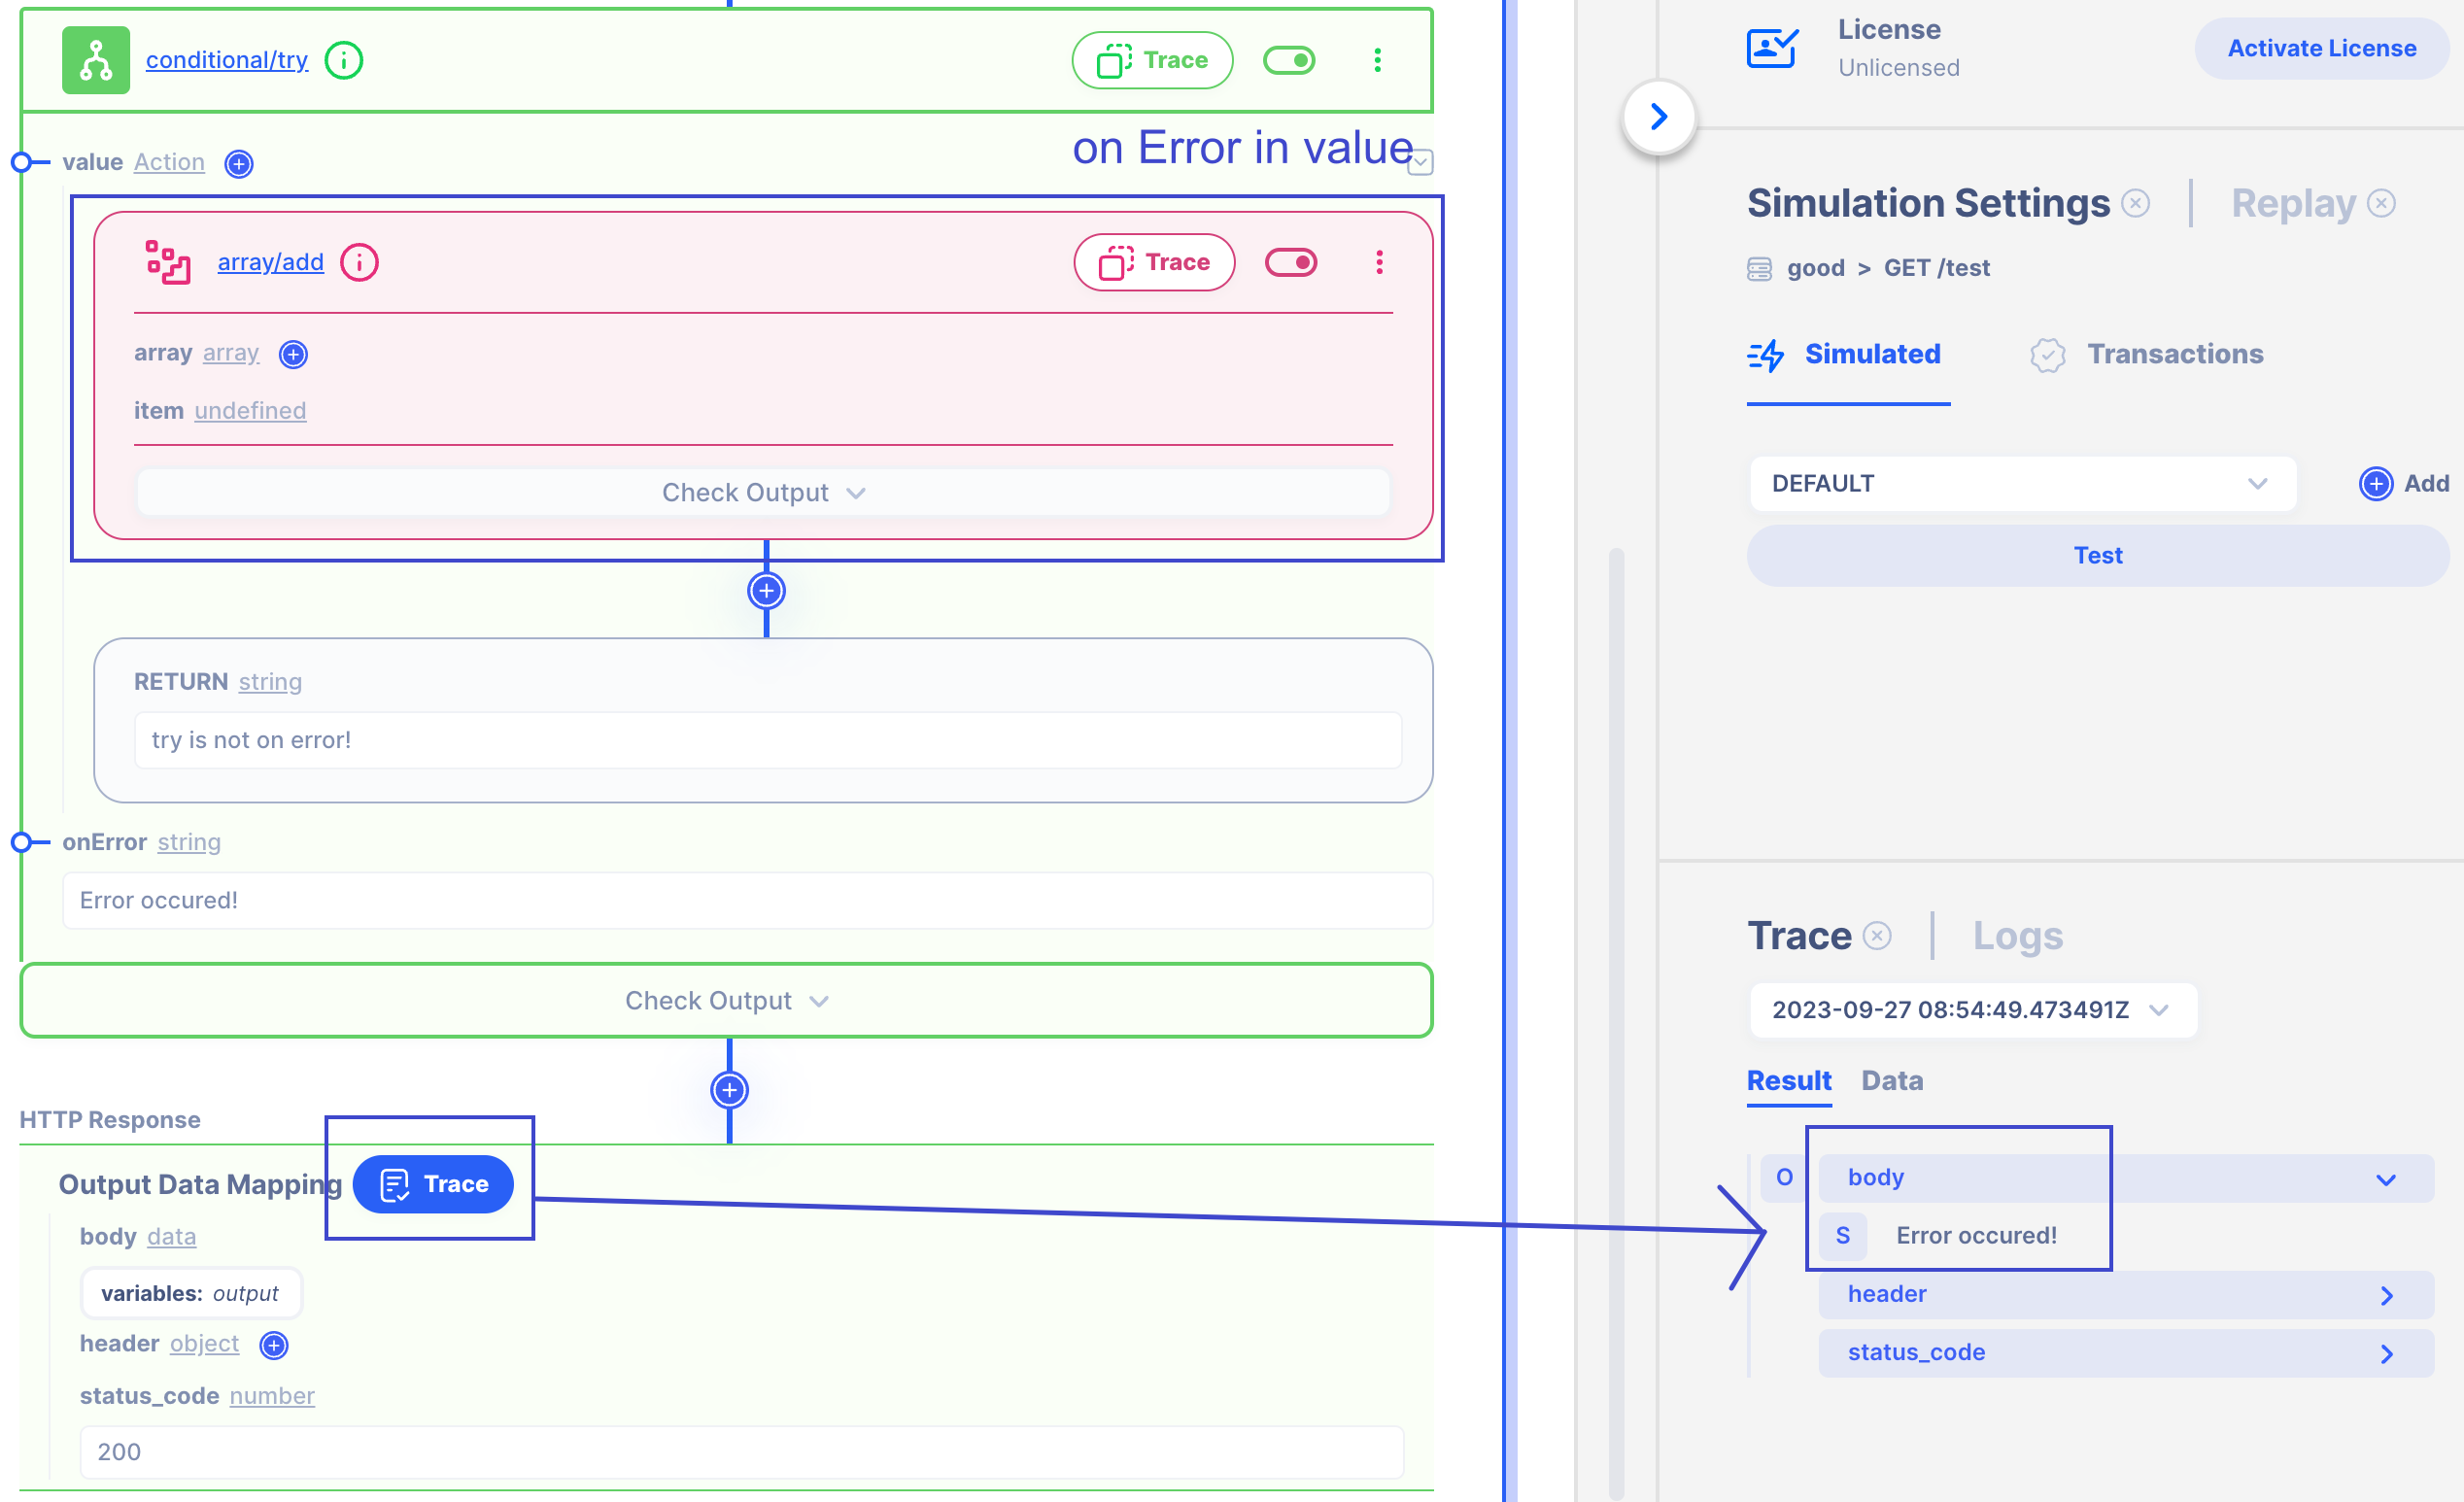 conditional/try
Trace
value Action
on Error in value
array/add
Trace
array array
item undefined
Check Output
RETURN string
try is not on error!
onError string
Error occured!
Check Output
HTTP Response
Output Data Mapping
Trace
body data
variables: output
header object
status_code number
200
License
Unlicensed
Activate License
Simulation Settings
Replay
good > GET /test
Simulated
Transactions
DEFAULT
Add
Test
Trace
Logs
2023-09-27 08:54:49.473491Z
Result
Data
O body
S Error occured!
header
status_code